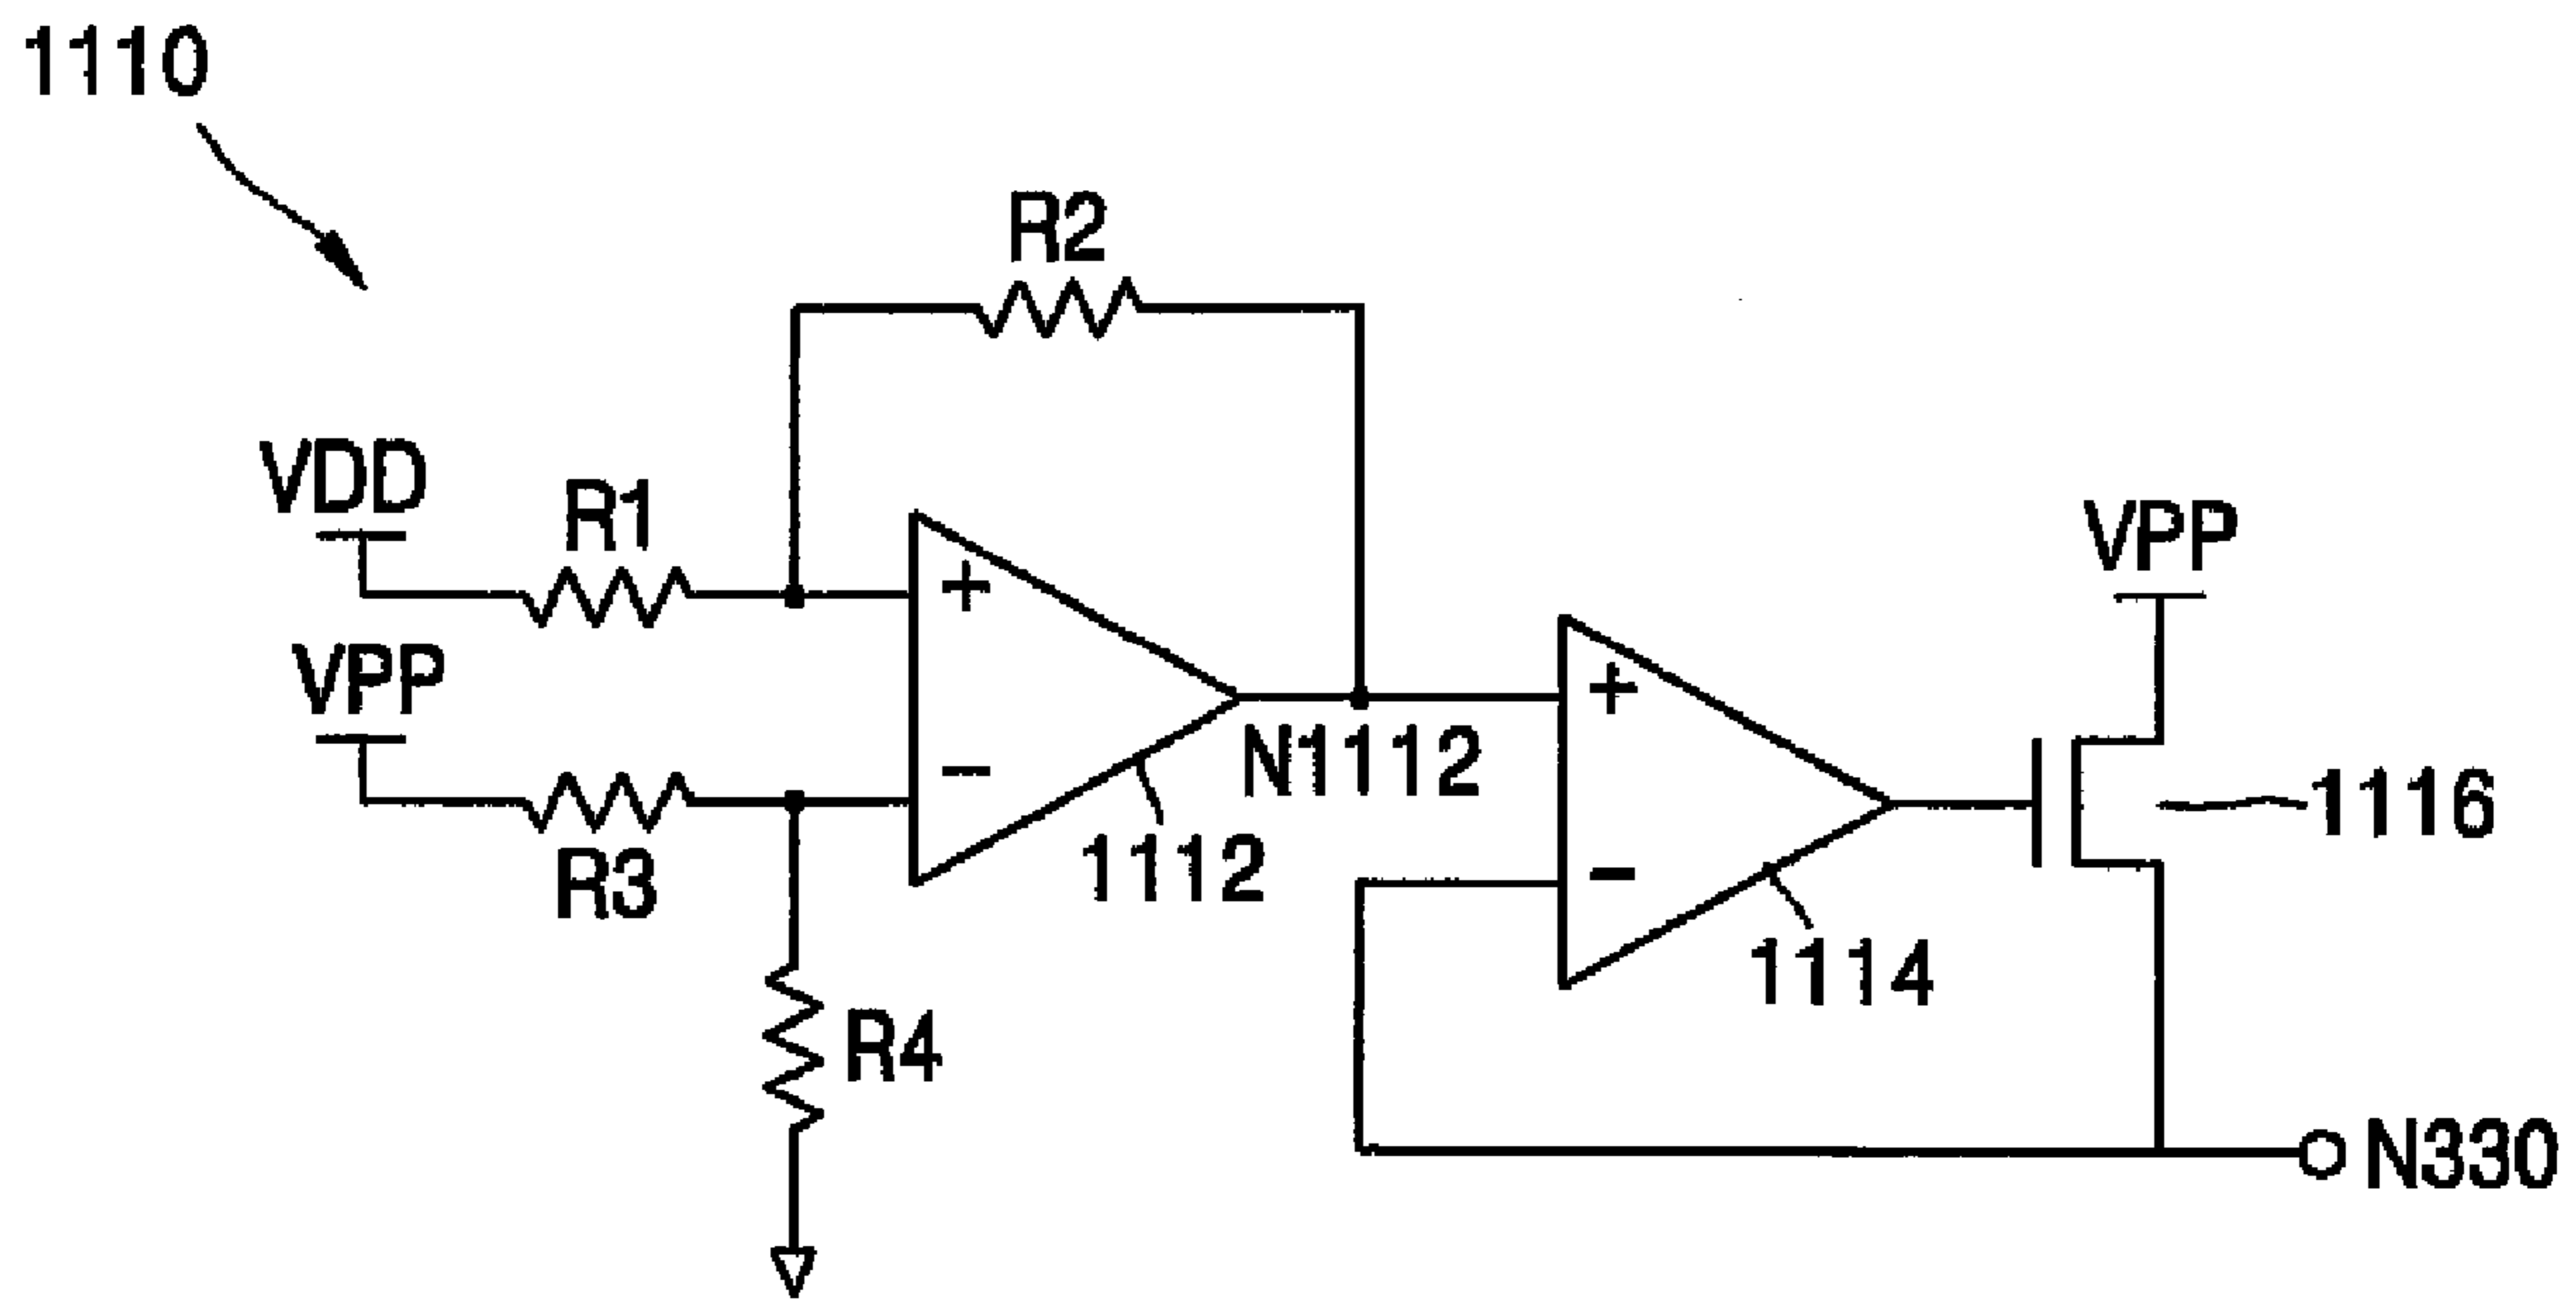 1110
R2
VDD
R1
+
VPP
VPP
+
−
N1112
1116
R3
1112
−
1114
R4
N330